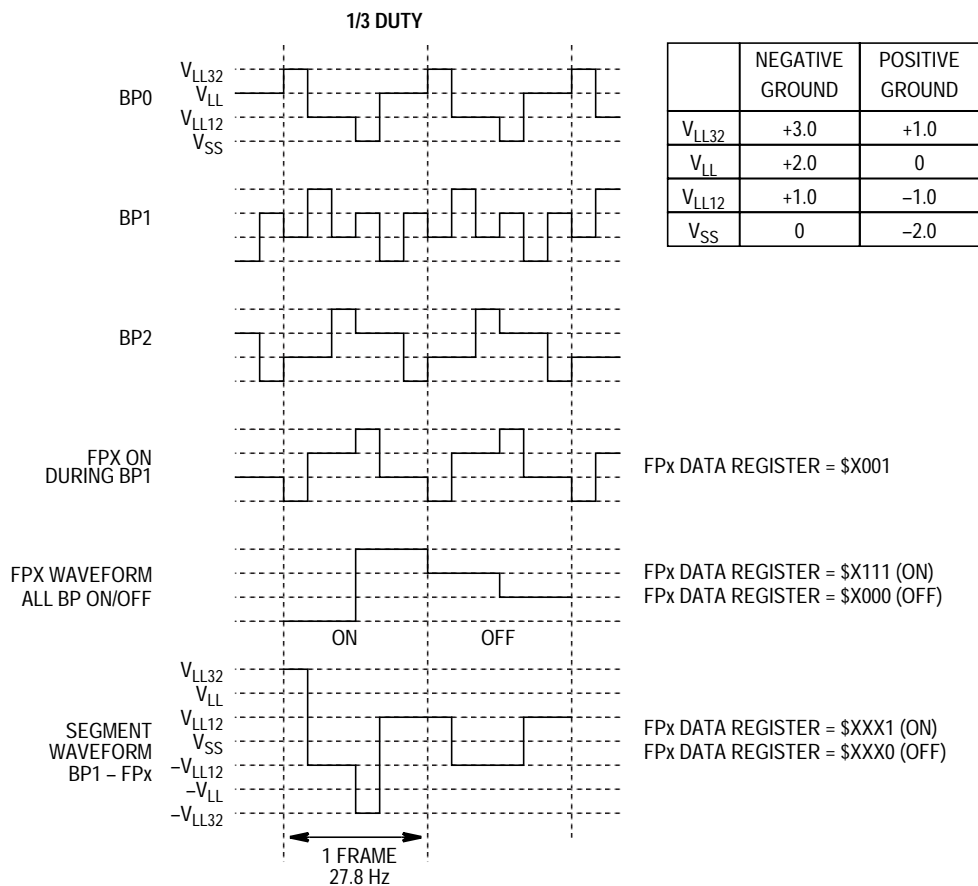 1/3 DUTY
BP0
V_LL32
V_LL
V_LL12
V_SS
BP1
BP2
FPX ON
DURING BP1
FPx DATA REGISTER = $X001
FPX WAVEFORM
ALL BP ON/OFF
FPx DATA REGISTER = $X111 (ON)
FPx DATA REGISTER = $X000 (OFF)
ON OFF
SEGMENT
WAVEFORM
BP1 – FPx
V_LL32
V_LL
V_LL12
V_SS
–V_LL12
–V_LL
–V_LL32
FPx DATA REGISTER = $XXX1 (ON)
FPx DATA REGISTER = $XXX0 (OFF)
1 FRAME
27.8 Hz
NEGATIVE GROUND POSITIVE GROUND
V_LL32 +3.0 +1.0
V_LL +2.0 0
V_LL12 +1.0 –1.0
V_SS 0 –2.0